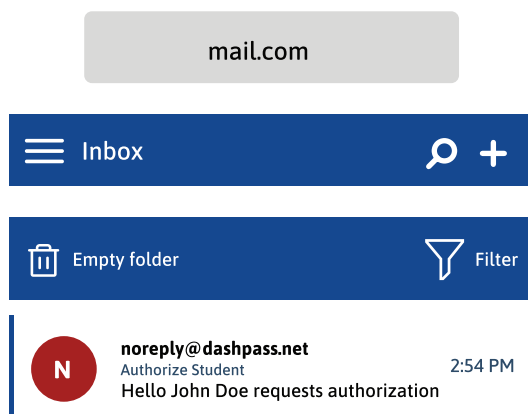 mail.com
Inbox
Empty folder
Filter
N
noreply@dashpass.net
Authorize Student
2:54 PM
Hello John Doe requests authorization